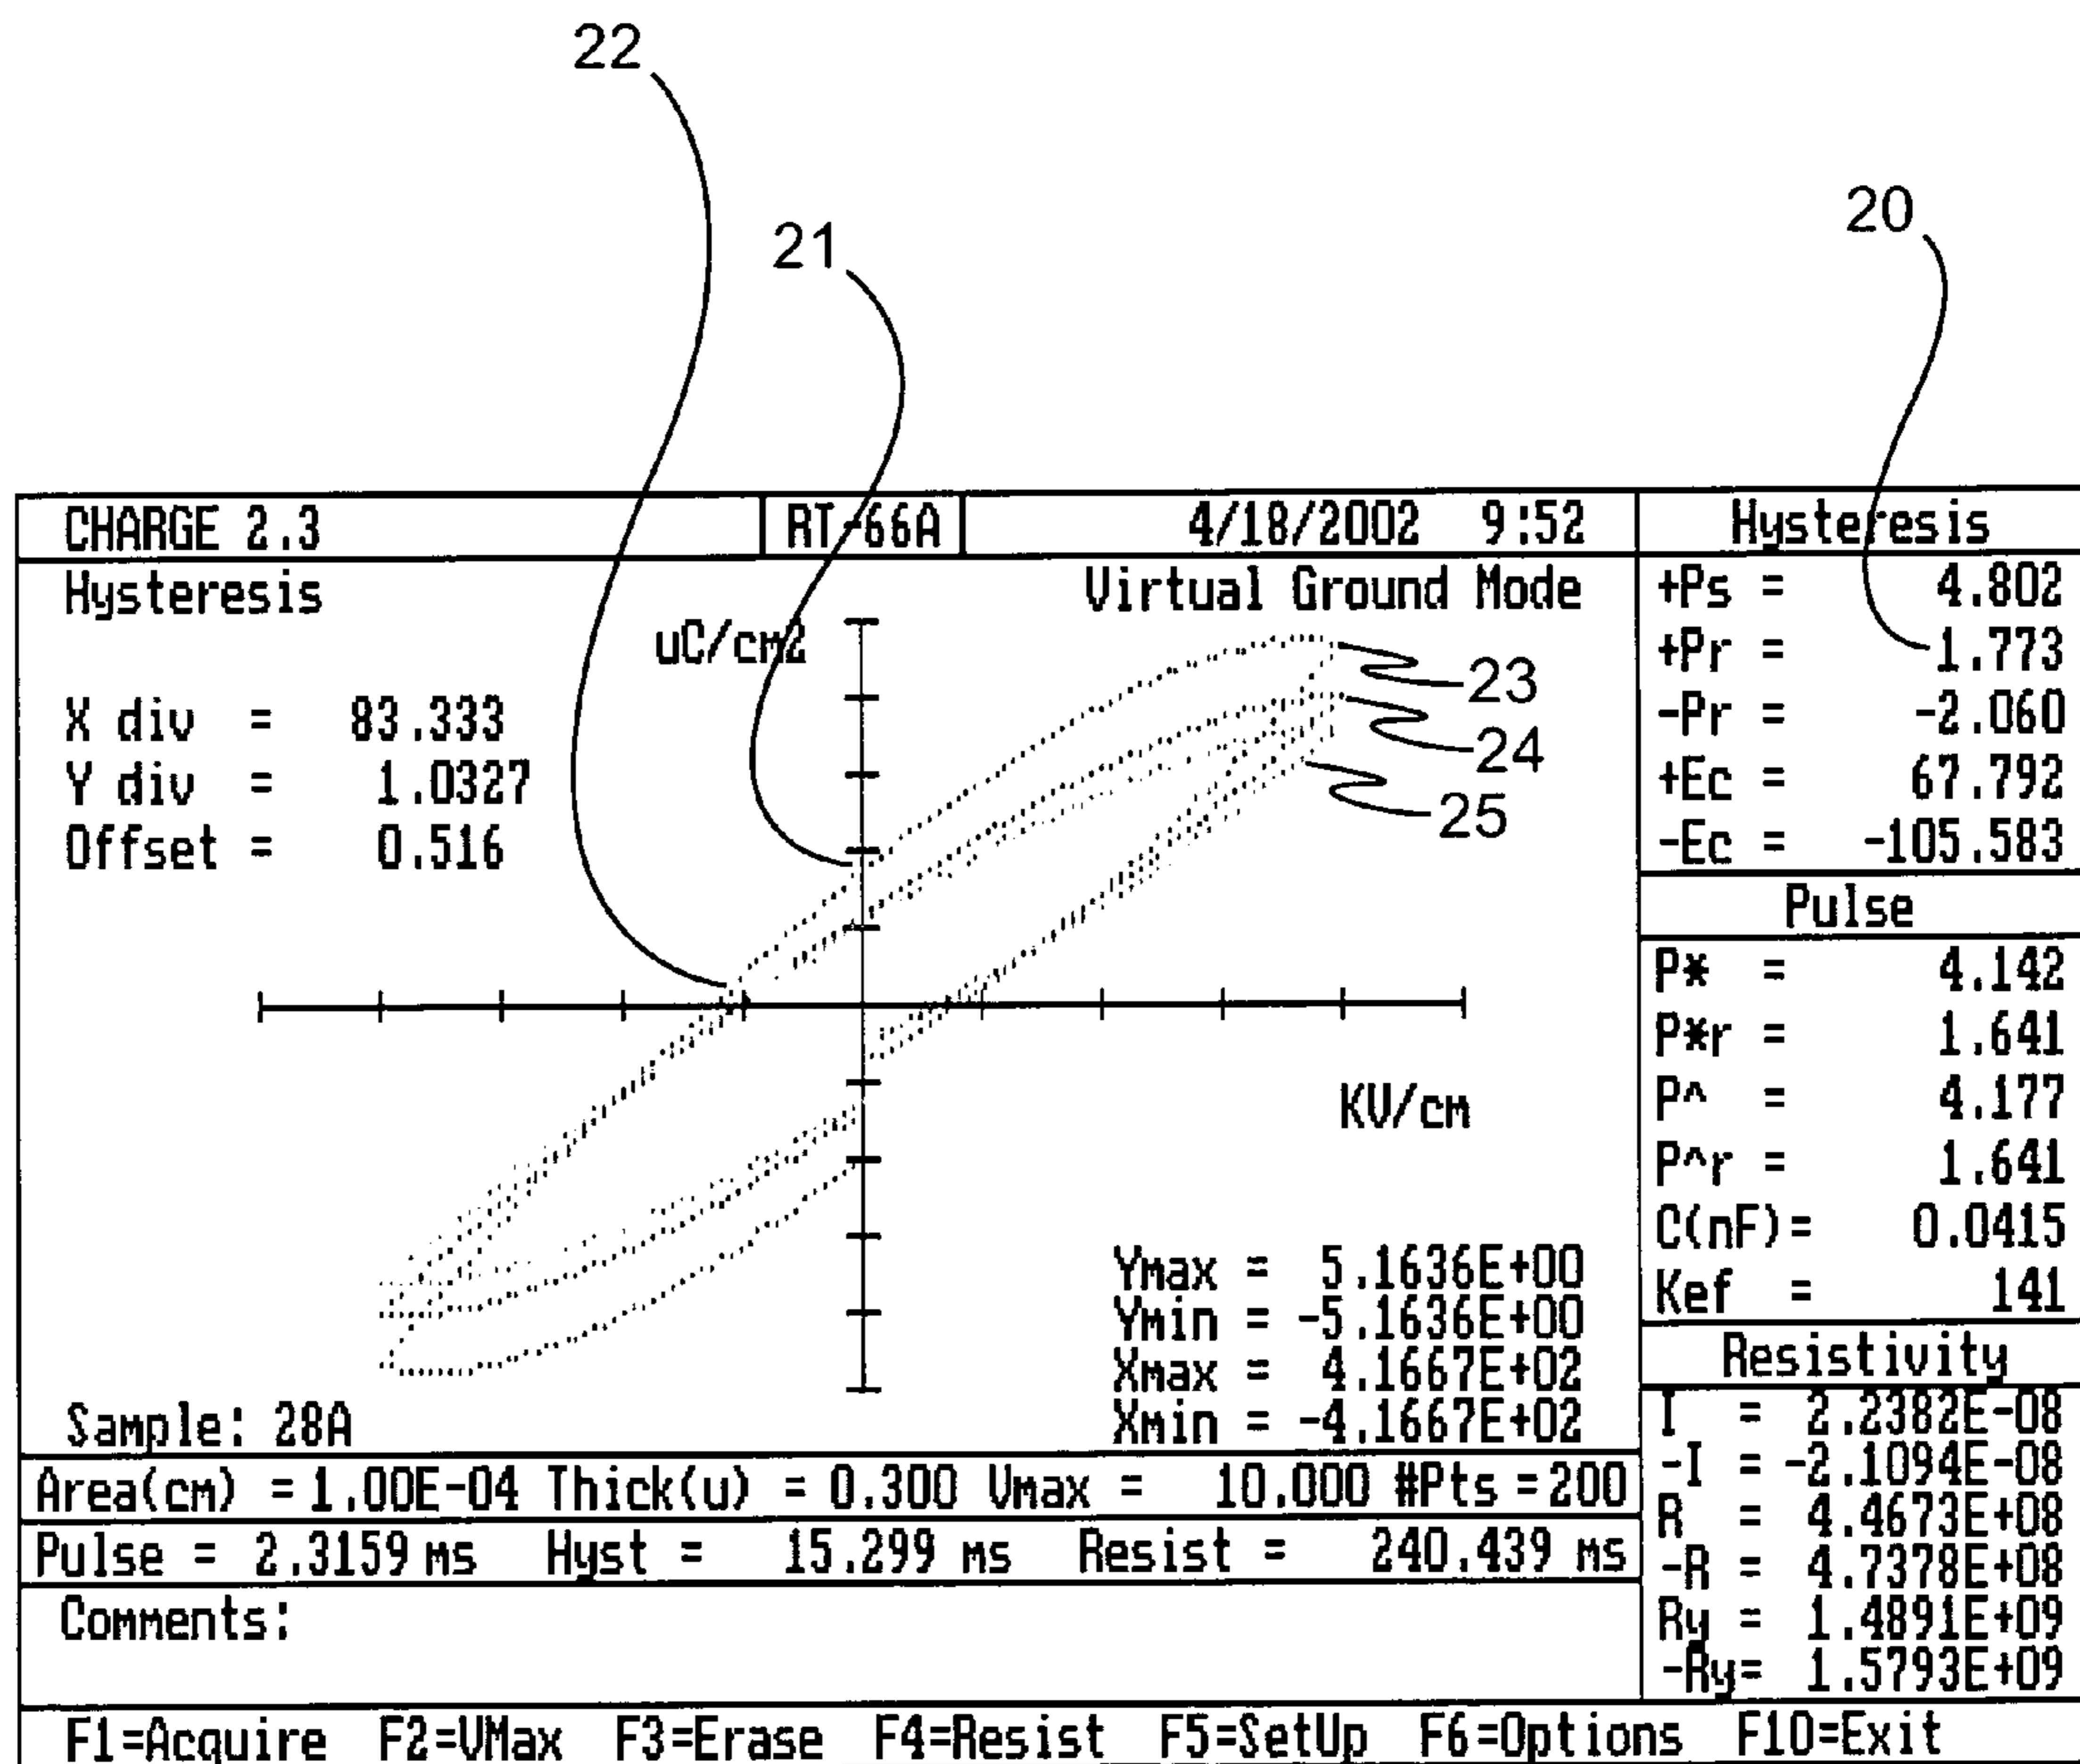 22
21
20
CHARGE 2.3 RT-66A 4/18/2002 9:52
Hysteresis Virtual Ground Mode
uC/cm2
X div = 83.333
Y div = 1.0327
Offset = 0.516
23
24
25
KV/cm
Ymax = 5.1636E+00
Ymin = -5.1636E+00
Xmax = 4.1667E+02
Xmin = -4.1667E+02
Sample: 28A
Hysteresis
+Ps = 4.802
+Pr = 1.773
-Pr = -2.060
+Ec = 67.792
-Ec = -105.583
Pulse
P* = 4.142
P*r = 1.641
P^ = 4.177
P^r = 1.641
C(nF)= 0.0415
Kef = 141
Resistivity
I = 2.2382E-08
-I = -2.1094E-08
R = 4.4673E+08
-R = 4.7378E+08
Ry = 1.4891E+09
-Ry= 1.5793E+09
Area(cm) =1.00E-04 Thick(u) = 0.300 Vmax = 10.000 #Pts =200
Pulse = 2.3159 ms Hyst = 15.299 ms Resist = 240.439 ms
Comments:
F1=Acquire F2=VMax F3=Erase F4=Resist F5=SetUp F6=Options F10=Exit